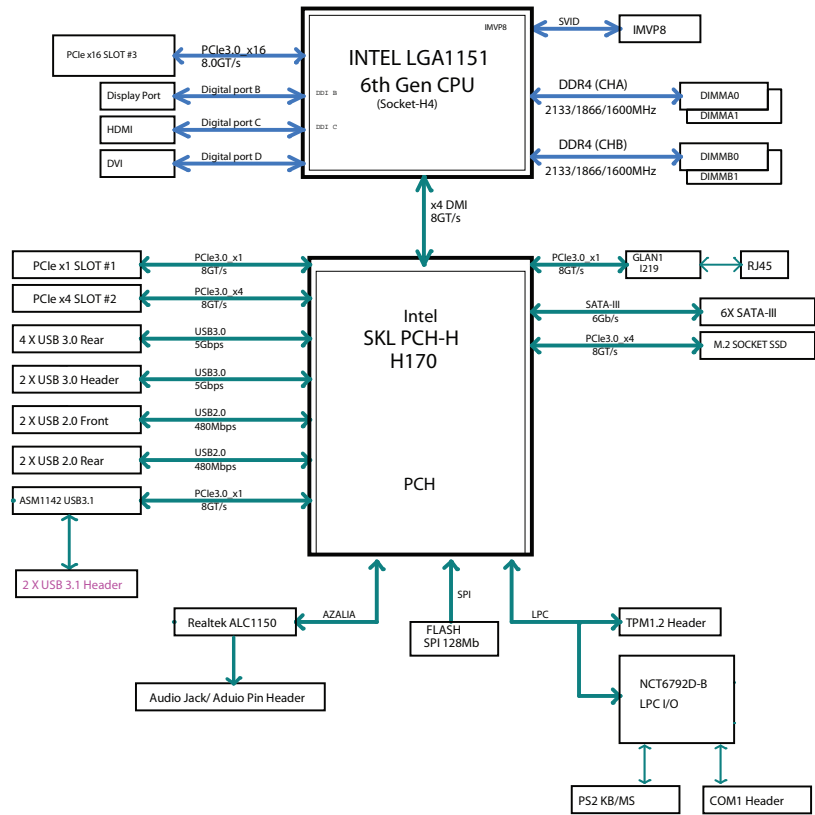 IMVP8
SVID
IMVP8
PCIe x16 SLOT #3
PCIe3.0_x16
8.0GT/s
INTEL LGA1151
6th Gen CPU
(Socket-H4)
Display Port
Digital port B
DDI B
HDMI
Digital port C
DDI C
DVI
Digital port D
DDR4 (CHA)
2133/1866/1600MHz
DIMMA0
DIMMA1
DDR4 (CHB)
2133/1866/1600MHz
DIMMB0
DIMMB1
x4 DMI
8GT/s
PCIe x1 SLOT #1
PCIe3.0_x1
8GT/s
PCIe x4 SLOT #2
PCIe3.0_x4
8GT/s
4 X USB 3.0 Rear
USB3.0
5Gbps
2 X USB 3.0 Header
USB3.0
5Gbps
2 X USB 2.0 Front
USB2.0
480Mbps
2 X USB 2.0 Rear
USB2.0
480Mbps
ASM1142 USB3.1
PCIe3.0_x1
8GT/s
2 X USB 3.1 Header
Intel
SKL PCH-H
H170
PCH
PCIe3.0_x1
8GT/s
GLAN1
I219
RJ45
SATA-III
6Gb/s
6X SATA-III
PCIe3.0_x4
8GT/s
M.2 SOCKET SSD
Realtek ALC1150
AZALIA
SPI
FLASH
SPI 128Mb
LPC
TPM1.2 Header
Audio Jack/ Aduio Pin Header
NCT6792D-B
LPC I/O
PS2 KB/MS
COM1 Header